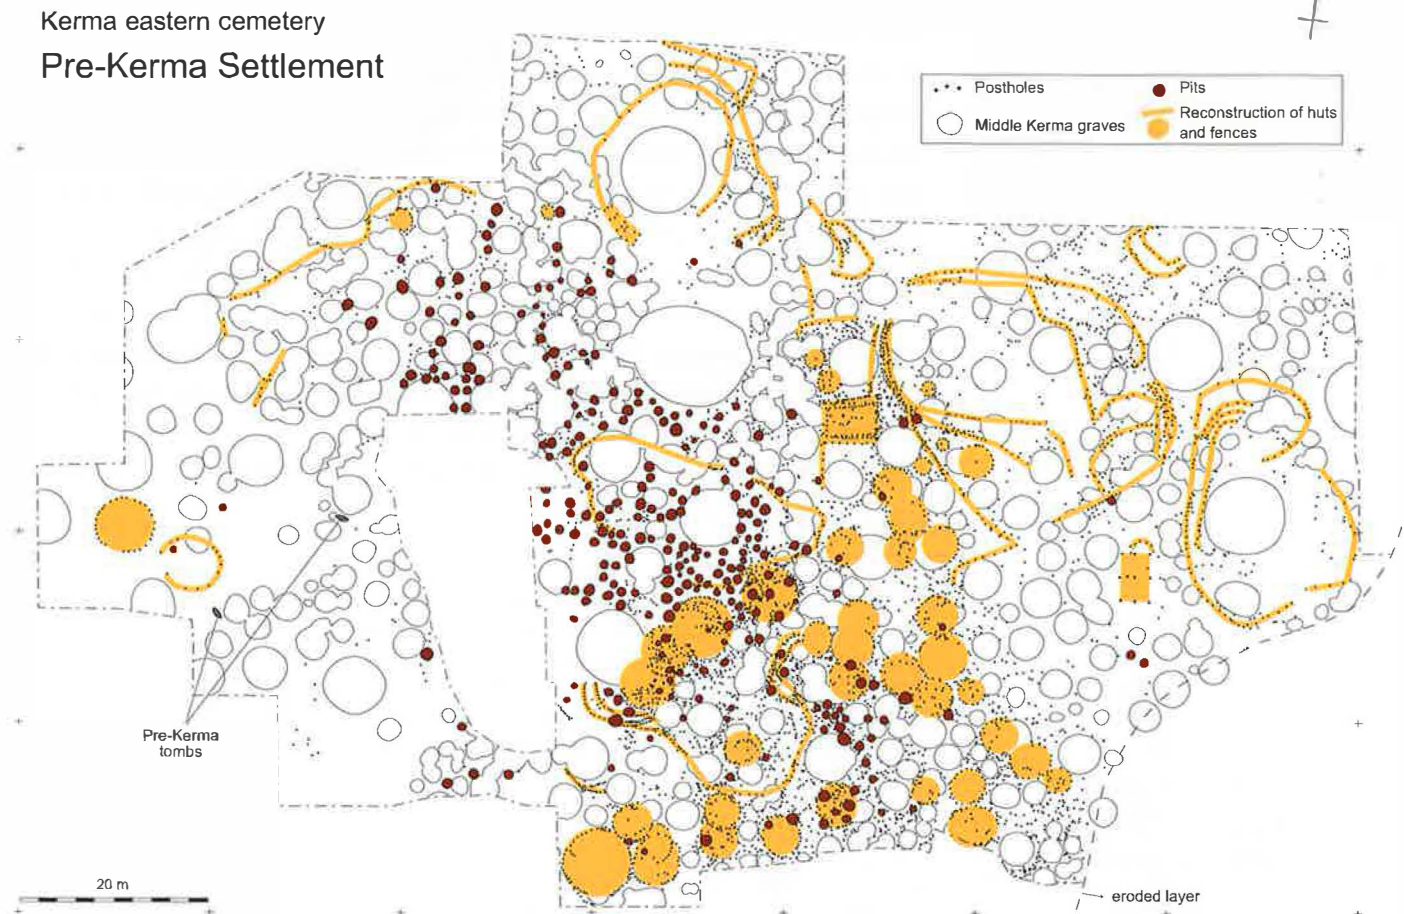 Kerma eastern cemetery
Pre-Kerma Settlement
Postholes
Pits
Middle Kerma graves
Reconstruction of huts
and fences
Pre-Kerma
tombs
20 m
eroded layer